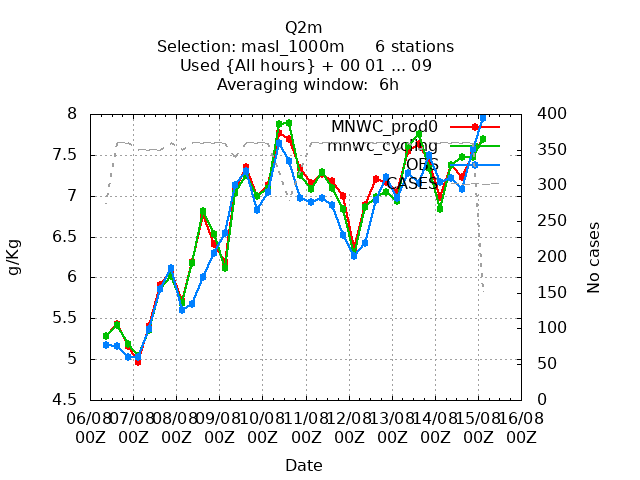 Q2m
Selection: masl_1000m 6 stations
Used {All hours} + 00 01 ... 09
Averaging window: 6h
8
7.5
7
6.5
6
5.5
5
4.5
g/Kg
400
350
300
250
200
150
100
50
0
No cases
MNWC_prod0
mnwc_cycling
OBS
CASES
06/08 07/08 08/08 09/08 10/08 11/08 12/08 13/08 14/08 15/08 16/08
00Z 00Z 00Z 00Z 00Z 00Z 00Z 00Z 00Z 00Z 00Z
Date